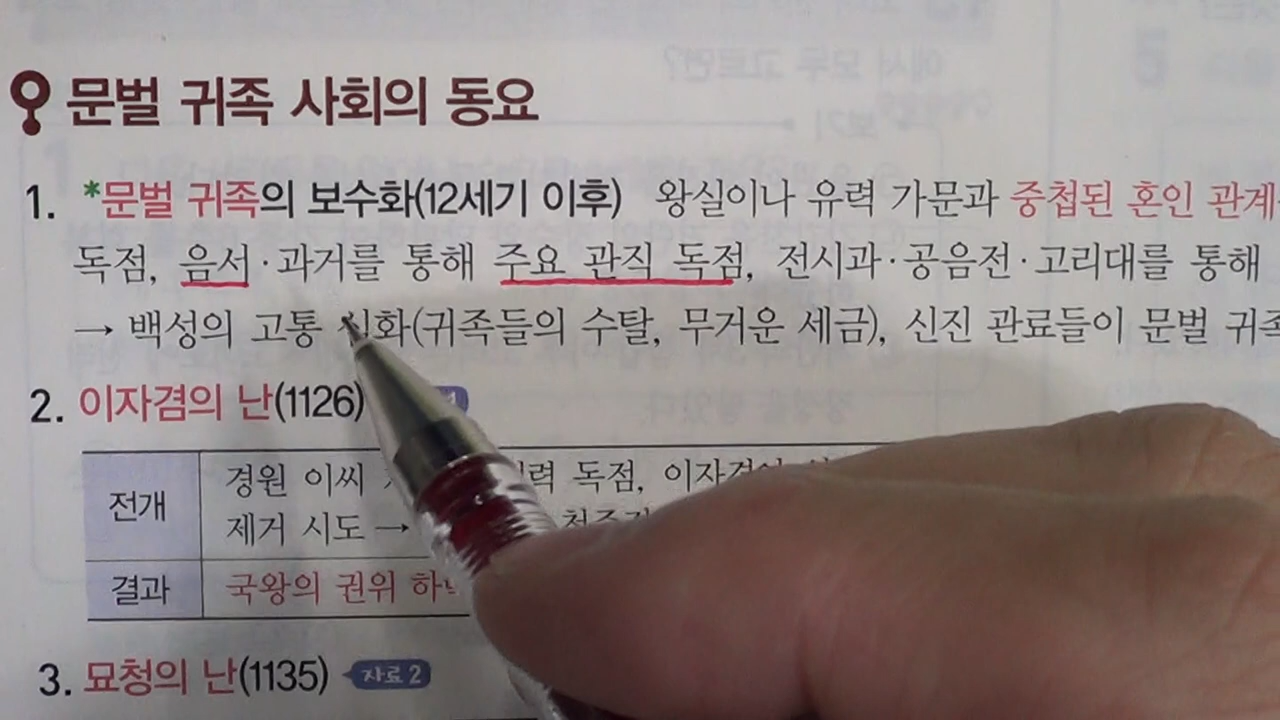 문벌 귀족 사회의 동요
1. *문벌 귀족의 보수화(12세기 이후) 왕실이나 유력 가문과 중첩된 혼인 관계
독점, 음서·과거를 통해 주요 관직 독점, 전시과·공음전·고리대를 통해
→ 백성의 고통 심화(귀족들의 수탈, 무거운 세금), 신진 관료들이 문벌 귀족
2. 이자겸의 난(1126)
전개 경원 이씨 독점, 이자겸이
제거 시도 →
결과 국왕의 권위
3. 묘청의 난(1135) 자료 2